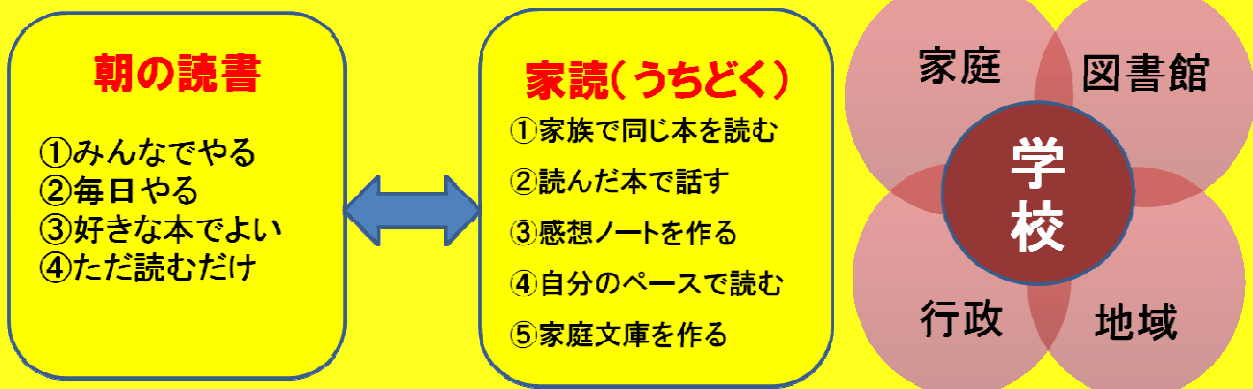 朝の読書
①みんなでやる
②毎日やる
③好きな本でよい
④ただ読むだけ
家読(うちどく)
①家族で同じ本を読む
②読んだ本で話す
③感想ノートを作る
④自分のペースで読む
⑤家庭文庫を作る
家庭
図書館
学校
行政
地域